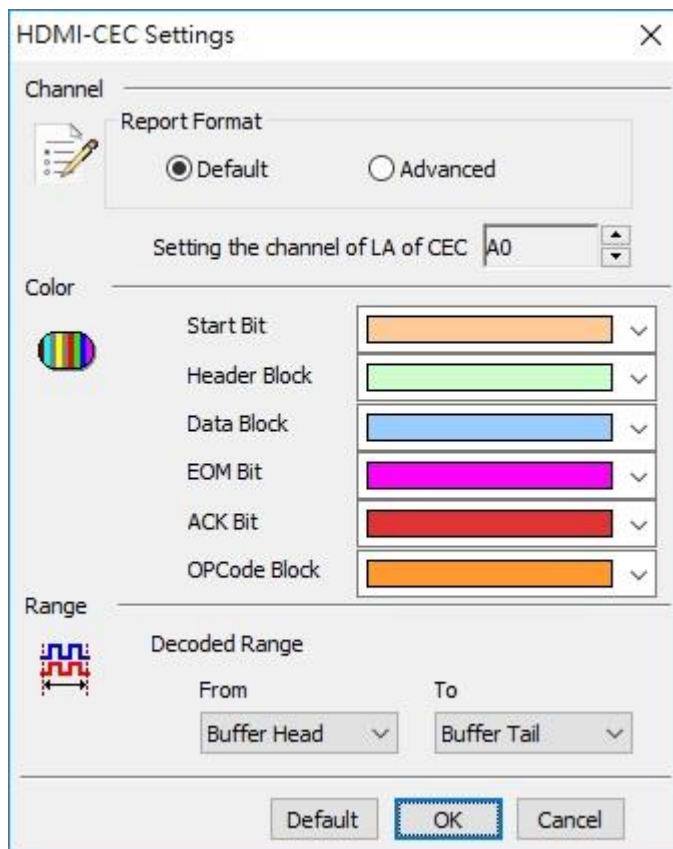 HDMI-CEC Settings
Channel
Report Format
Default
Advanced
Setting the channel of LA of CEC
A0
Color
Start Bit
Header Block
Data Block
EOM Bit
ACK Bit
OPCode Block
Range
Decoded Range
From
To
Buffer Head
Buffer Tail
Default
OK
Cancel